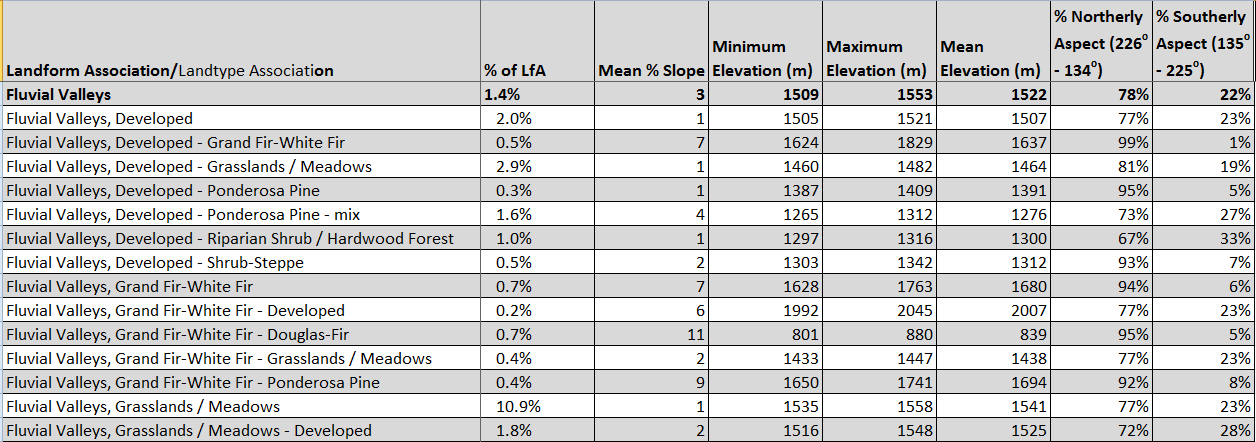 Landform Association/Landtype Association % of LfA Mean % Slope Minimum Elevation (m) Maximum Elevation (m) Mean Elevation (m) % Northerly Aspect (226° - 134°) % Southerly Aspect (135° - 225°)
Fluvial Valleys 1.4% 3 1509 1553 1522 78% 22%
Fluvial Valleys, Developed 2.0% 1 1505 1521 1507 77% 23%
Fluvial Valleys, Developed - Grand Fir-White Fir 0.5% 7 1624 1829 1637 99% 1%
Fluvial Valleys, Developed - Grasslands / Meadows 2.9% 1 1460 1482 1464 81% 19%
Fluvial Valleys, Developed - Ponderosa Pine 0.3% 1 1387 1409 1391 95% 5%
Fluvial Valleys, Developed - Ponderosa Pine - mix 1.6% 4 1265 1312 1276 73% 27%
Fluvial Valleys, Developed - Riparian Shrub / Hardwood Forest 1.0% 1 1297 1316 1300 67% 33%
Fluvial Valleys, Developed - Shrub-Steppe 0.5% 2 1303 1342 1312 93% 7%
Fluvial Valleys, Grand Fir-White Fir 0.7% 7 1628 1763 1680 94% 6%
Fluvial Valleys, Grand Fir-White Fir - Developed 0.2% 6 1992 2045 2007 77% 23%
Fluvial Valleys, Grand Fir-White Fir - Douglas-Fir 0.7% 11 801 880 839 95% 5%
Fluvial Valleys, Grand Fir-White Fir - Grasslands / Meadows 0.4% 2 1433 1447 1438 77% 23%
Fluvial Valleys, Grand Fir-White Fir - Ponderosa Pine 0.4% 9 1650 1741 1694 92% 8%
Fluvial Valleys, Grasslands / Meadows 10.9% 1 1535 1558 1541 77% 23%
Fluvial Valleys, Grasslands / Meadows - Developed 1.8% 2 1516 1548 1525 72% 28%